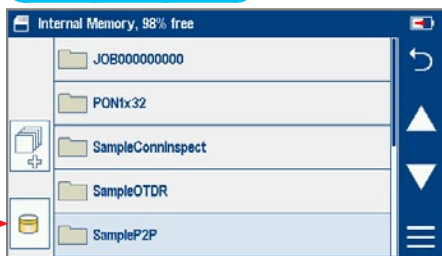 Internal Memory, 98% free
JOB000000000
PON1x32
SampleConnInspect
SampleOTDR
SampleP2P